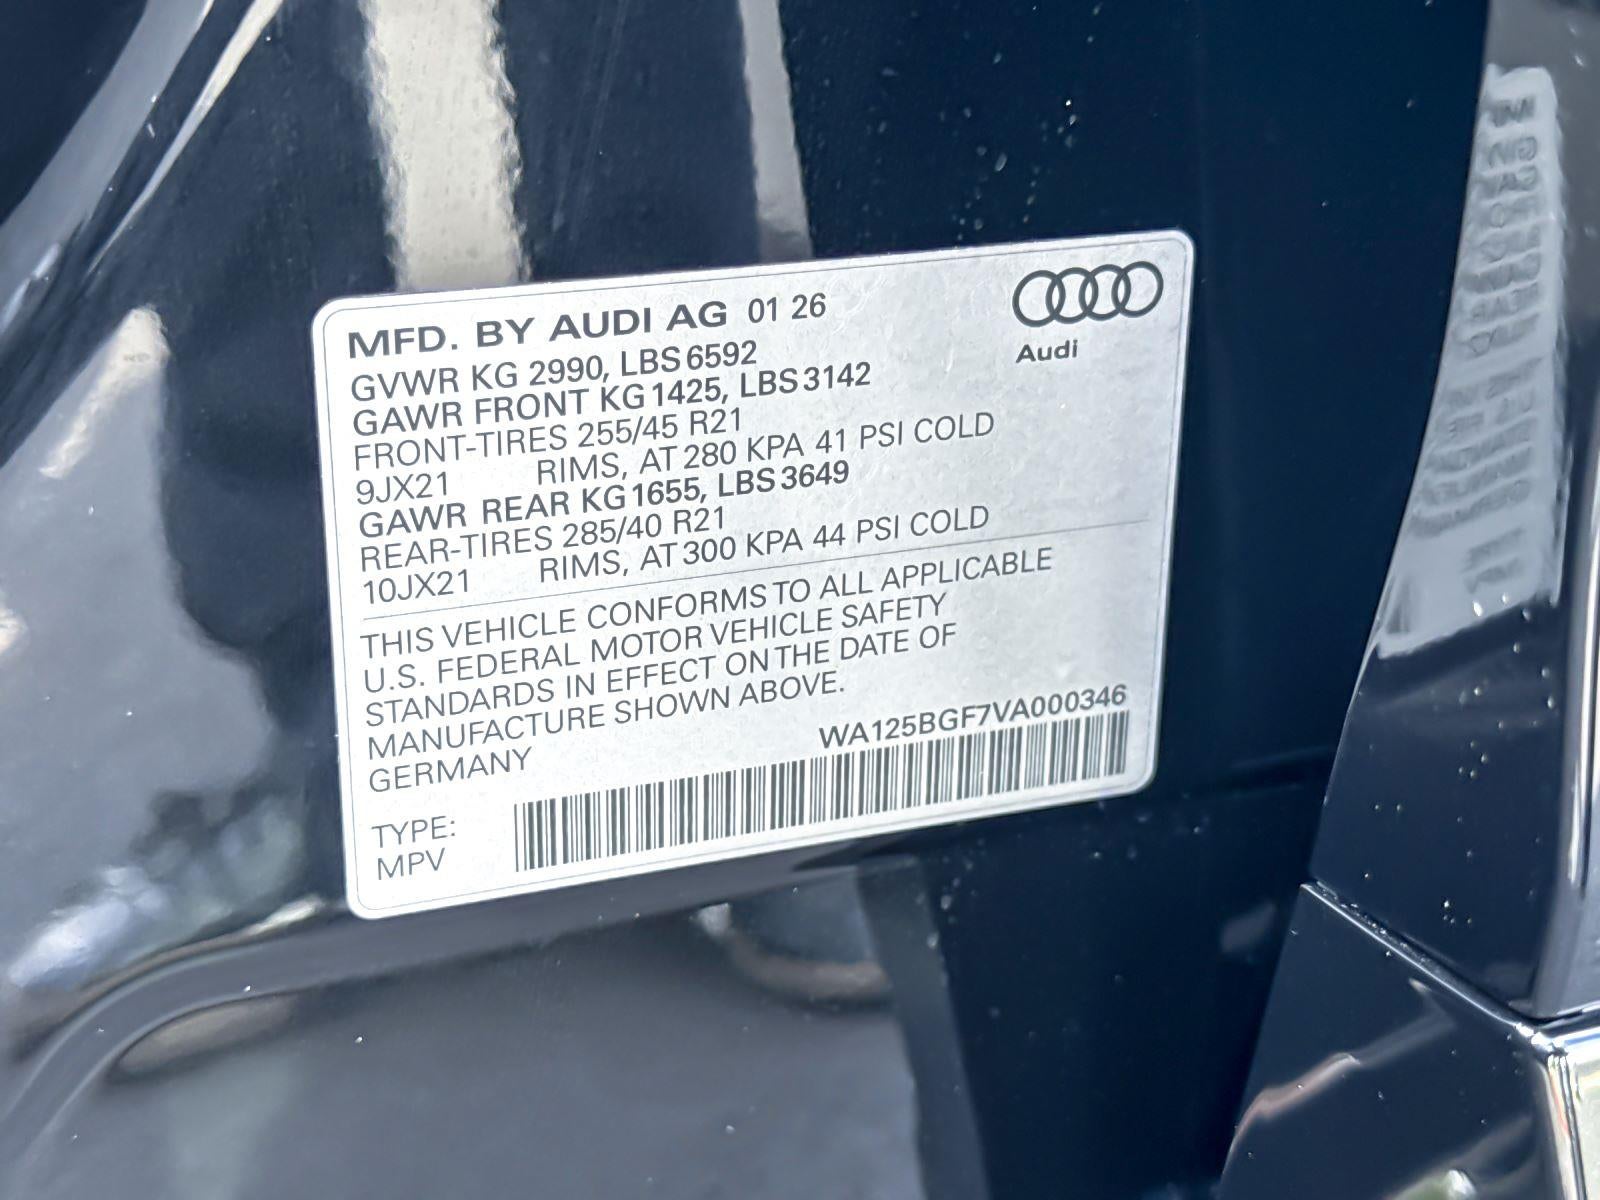 MFD. BY AUDI AG 01 26
Audi
GVWR KG 2990, LBS 6592
GAWR FRONT KG 1425, LBS 3142
FRONT-TIRES 255/45 R21
9JX21 RIMS, AT 280 KPA 41 PSI COLD
GAWR REAR KG 1655, LBS 3649
REAR-TIRES 285/40 R21
10JX21 RIMS, AT 300 KPA 44 PSI COLD
THIS VEHICLE CONFORMS TO ALL APPLICABLE
U.S. FEDERAL MOTOR VEHICLE SAFETY
STANDARDS IN EFFECT ON THE DATE OF
MANUFACTURE SHOWN ABOVE.
GERMANY
WA125BGF7VA000346
TYPE:
MPV